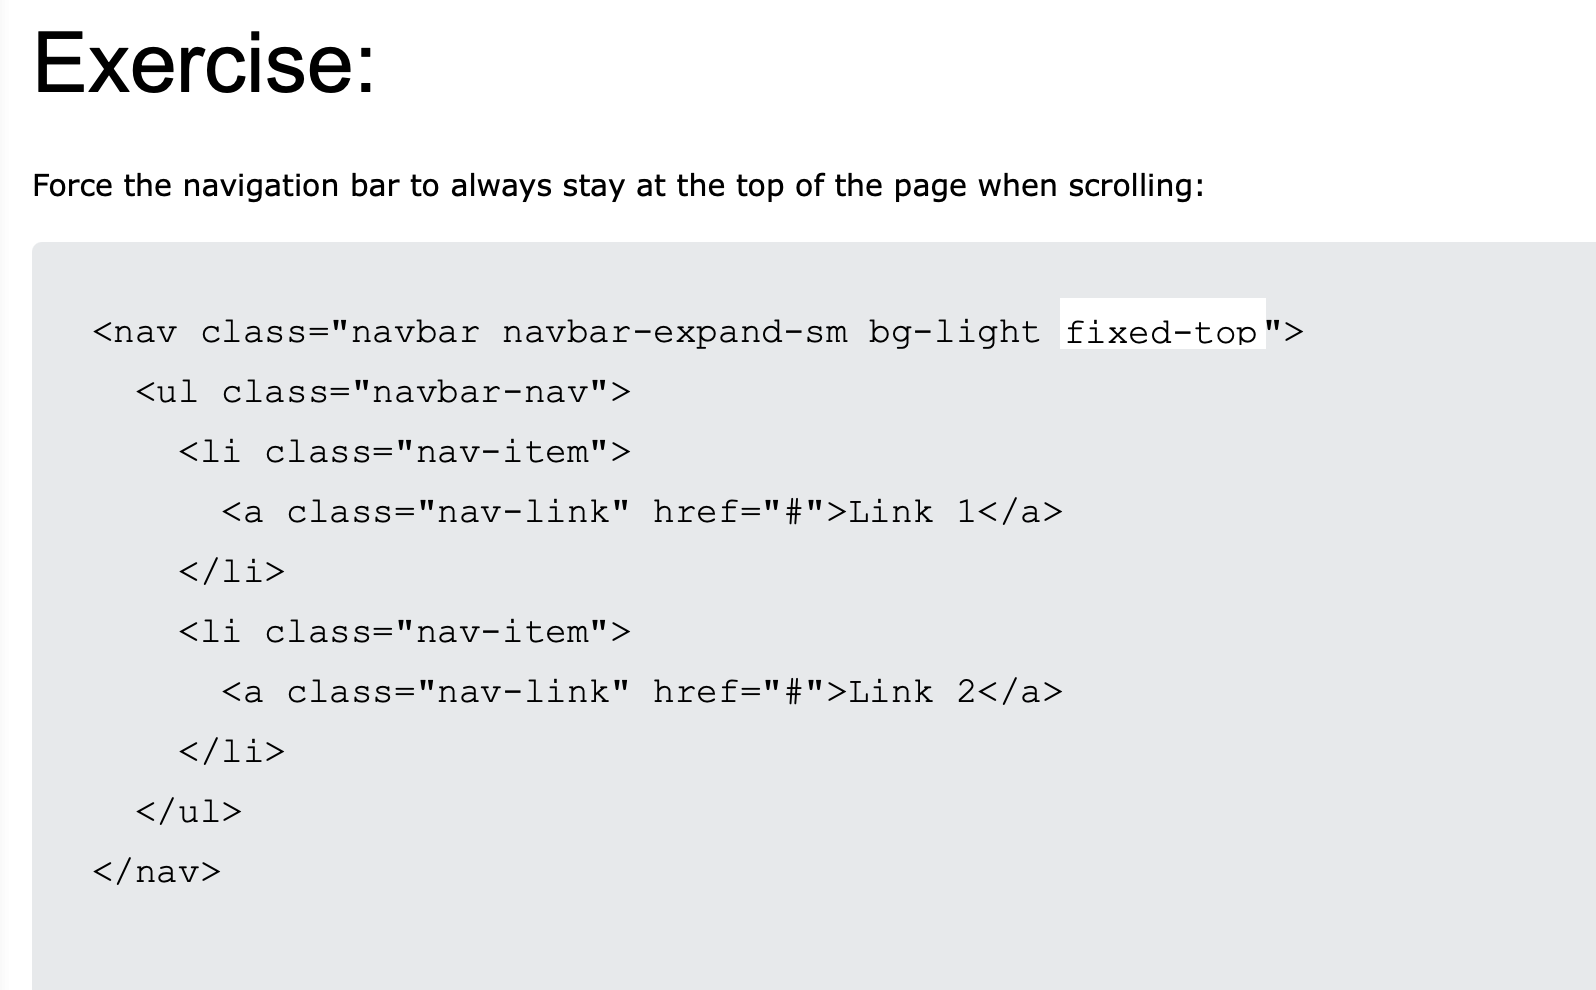 Exercise:
Force the navigation bar to always stay at the top of the page when scrolling:
<nav class="navbar navbar-expand-sm bg-light fixed-top">
<ul class="navbar-nav">
<li class="nav-item">
<a class="nav-link" href="#">Link 1</a>
</li>
<li class="nav-item">
<a class="nav-link" href="#">Link 2</a>
</li>
</ul>
</nav>